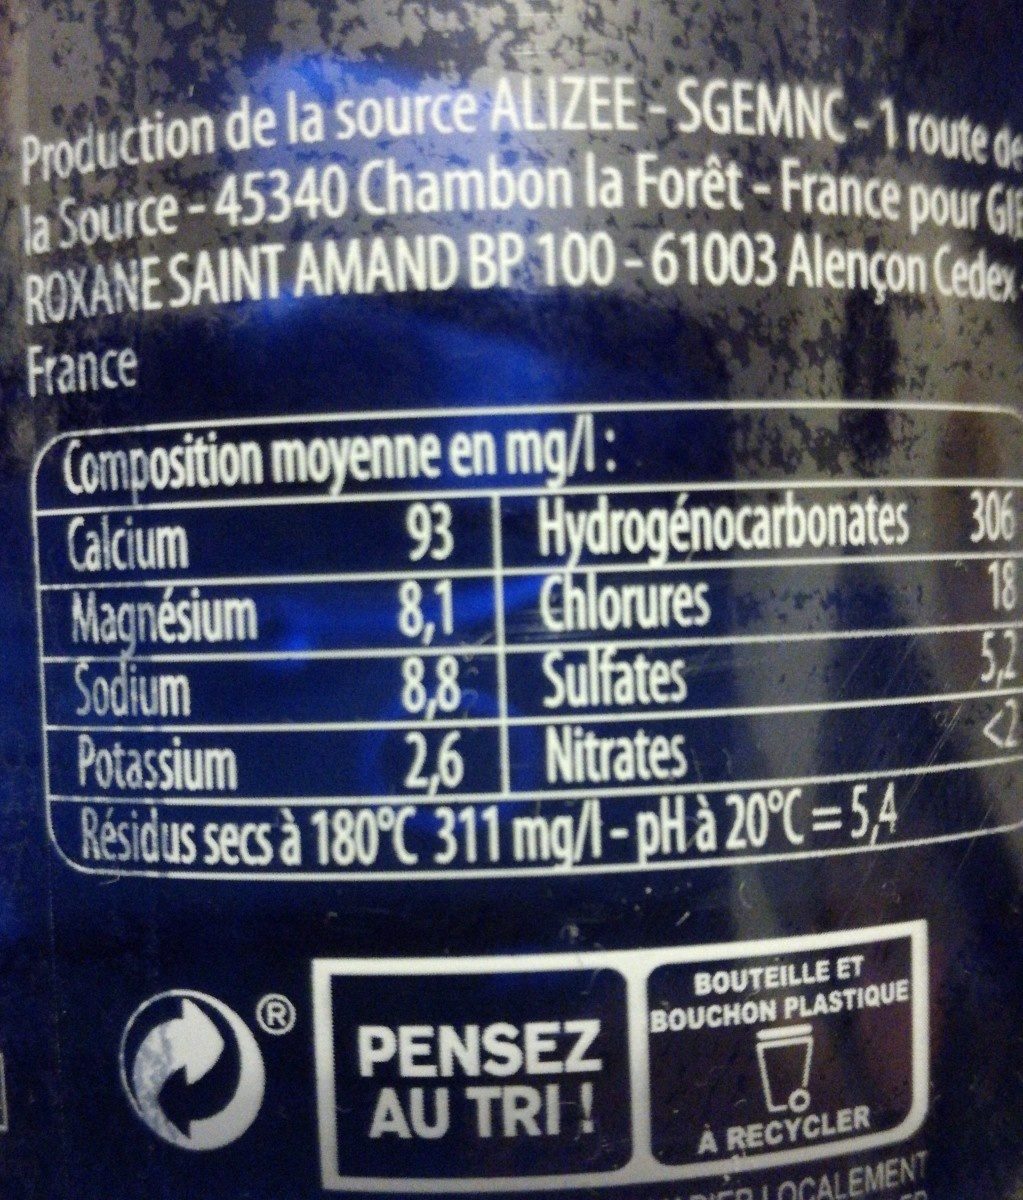 Production de la source ALIZEE - SGEMNC - 1 route de
la Source - 45340 Chambon la Forêt - France pour GIE
ROXANE SAINT AMAND BP 100 - 61003 Alençon Cedex -
France
Composition moyenne en mg/l :
Calcium 93 Hydrogénocarbonates 306
Magnésium 8,1 Chlorures 18
Sodium 8,8 Sulfates 5,2
Potassium 2,6 Nitrates <2
Résidus secs à 180°C 311 mg/l - pH à 20°C = 5,4
®
PENSEZ
AU TRI !
BOUTEILLE ET
BOUCHON PLASTIQUE
À RECYCLER
LOCALEMENT